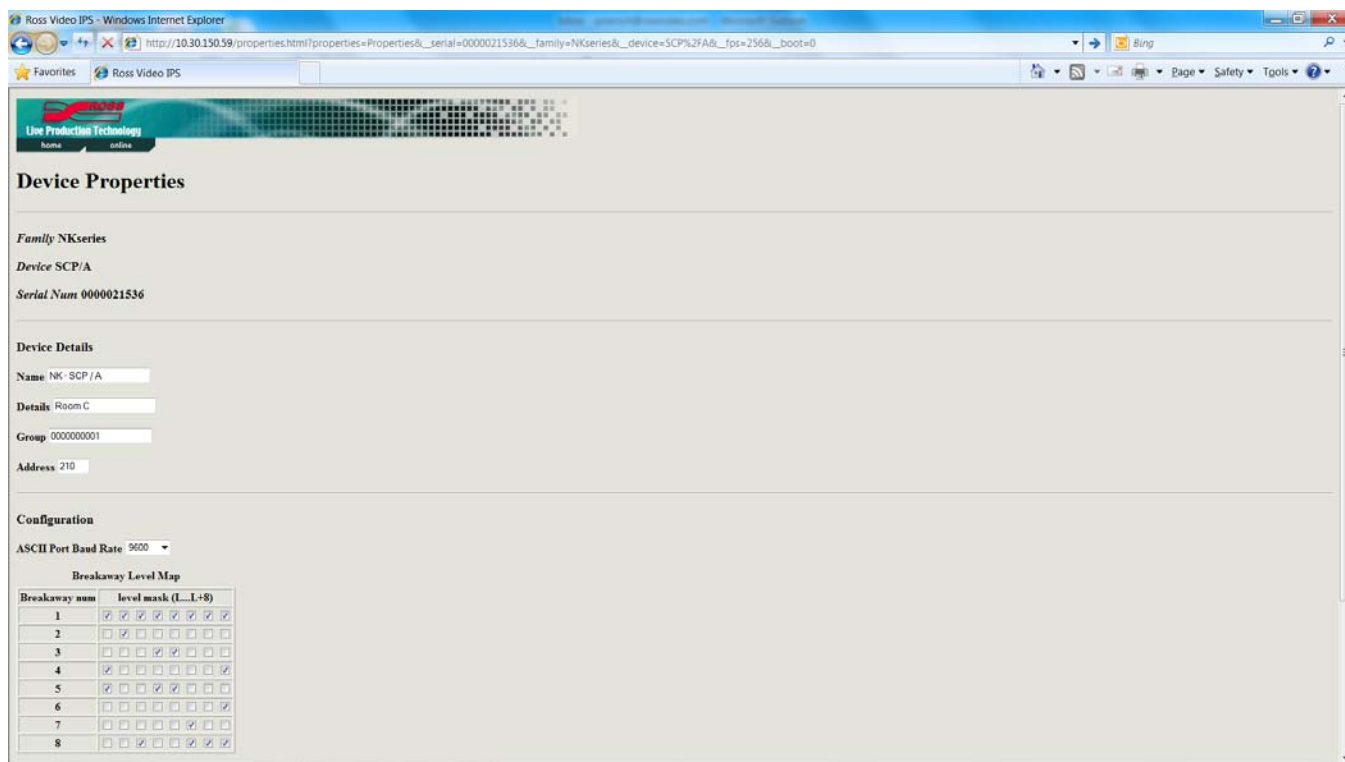 Ross Video IPS - Windows Internet Explorer
http://10.30.150.59/properties.html?properties=Properties&_serial=0000021536&_family=NKseries&_device=SCP%2FA&_fps=256&_boot=0
Bing
Favorites Ross Video IPS
Page Safety Tools
ROSS
Live Production Technology
home online
Device Properties
Family NKseries
Device SCP/A
Serial Num 0000021536
Device Details
Name NK - SCP / A
Details Room C
Group 0000000001
Address 210
Configuration
ASCII Port Baud Rate 9600
Breakaway Level Map
Breakaway num level mask (L...L+8)
1
2
3
4
5
6
7
8